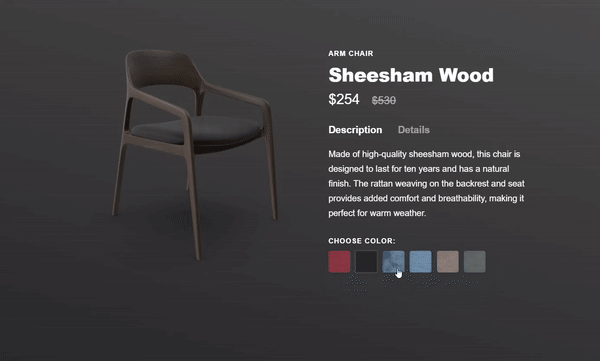 ARM CHAIR
Sheesham Wood
$254 $530
Description Details
Made of high-quality sheesham wood, this chair is
designed to last for ten years and has a natural
finish. The rattan weaving on the backrest and seat
provides added comfort and breathability, making it
perfect for warm weather.
CHOOSE COLOR: